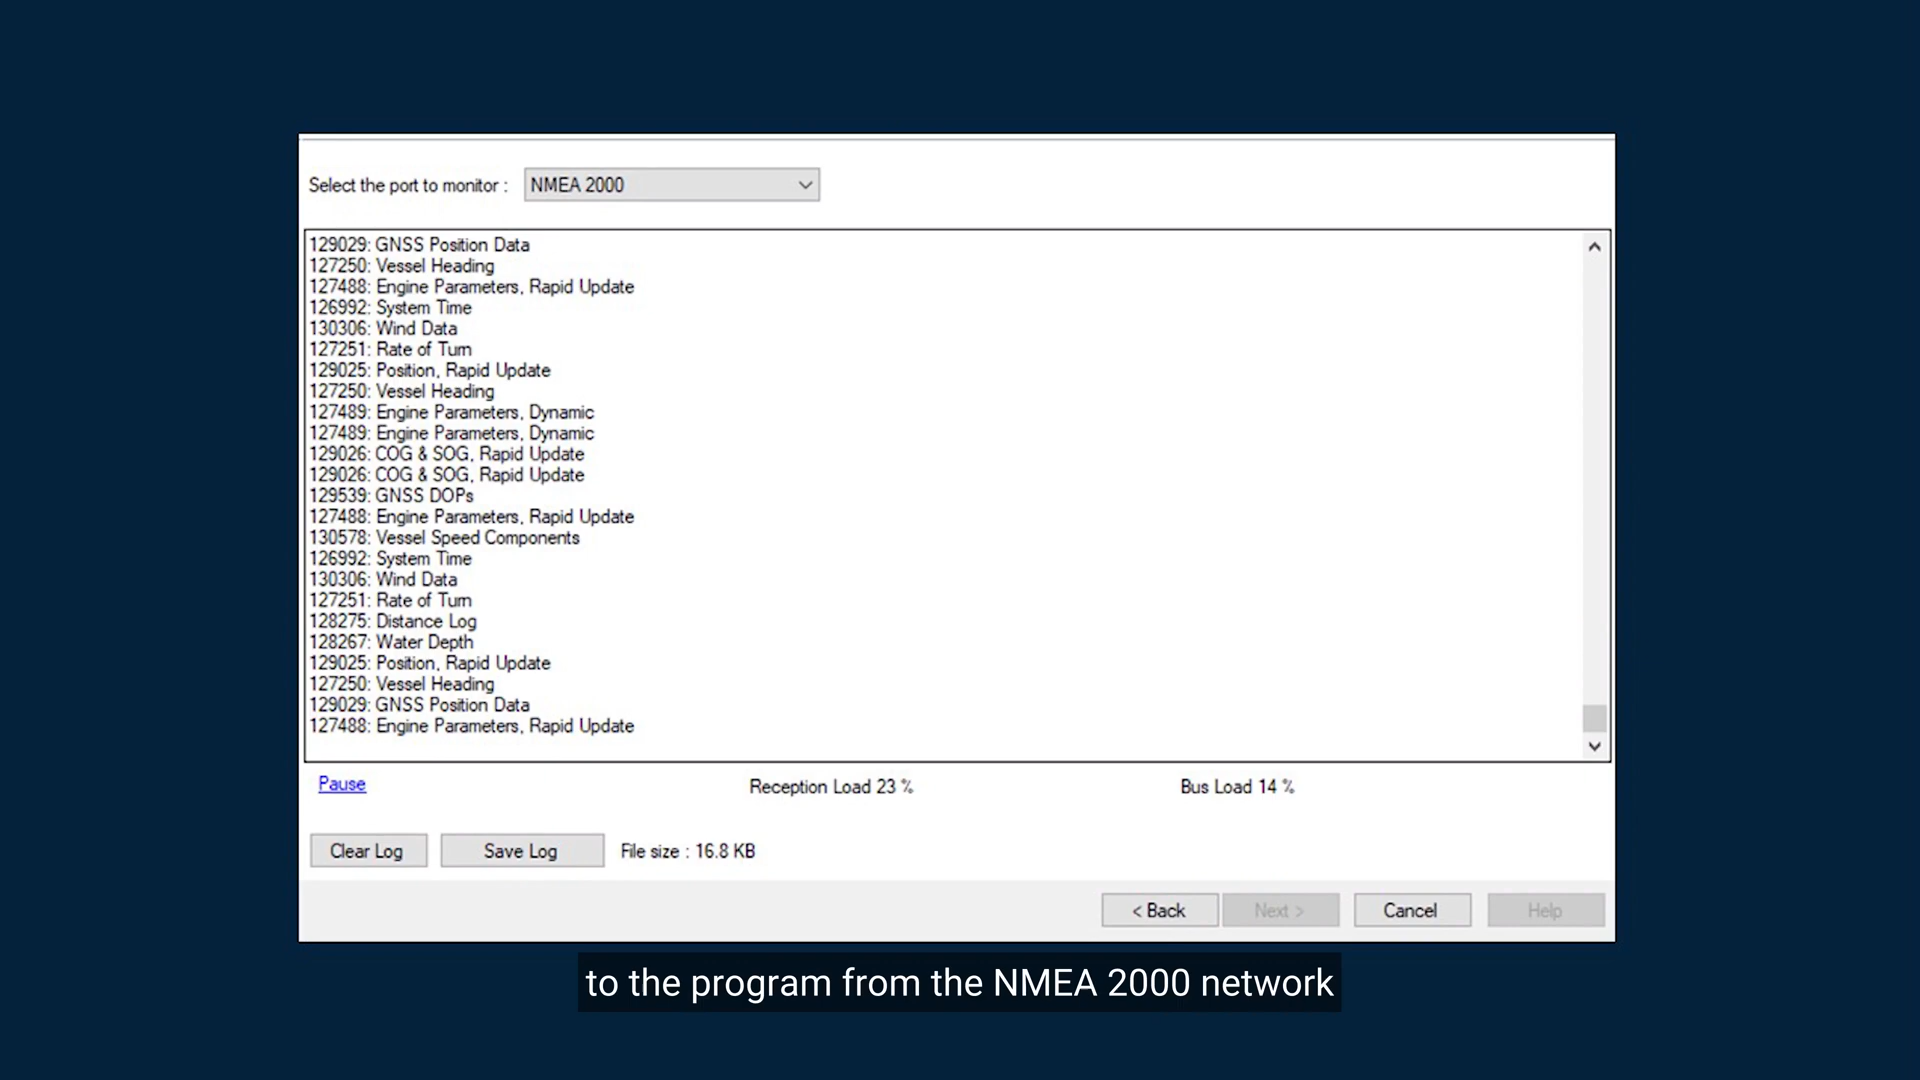 Select the port to monitor : NMEA 2000
129029: GNSS Position Data
127250: Vessel Heading
127488: Engine Parameters, Rapid Update
126992: System Time
130306: Wind Data
127251: Rate of Turn
129025: Position, Rapid Update
127250: Vessel Heading
127489: Engine Parameters, Dynamic
127489: Engine Parameters, Dynamic
129026: COG & SOG, Rapid Update
129026: COG & SOG, Rapid Update
129539: GNSS DOPs
127488: Engine Parameters, Rapid Update
130578: Vessel Speed Components
126992: System Time
130306: Wind Data
127251: Rate of Turn
128275: Distance Log
128267: Water Depth
129025: Position, Rapid Update
127250: Vessel Heading
129029: GNSS Position Data
127488: Engine Parameters, Rapid Update
Pause Reception Load 23 % Bus Load 14 %
Clear Log Save Log File size : 16.8 KB
< Back Next > Cancel Help
to the program from the NMEA 2000 network